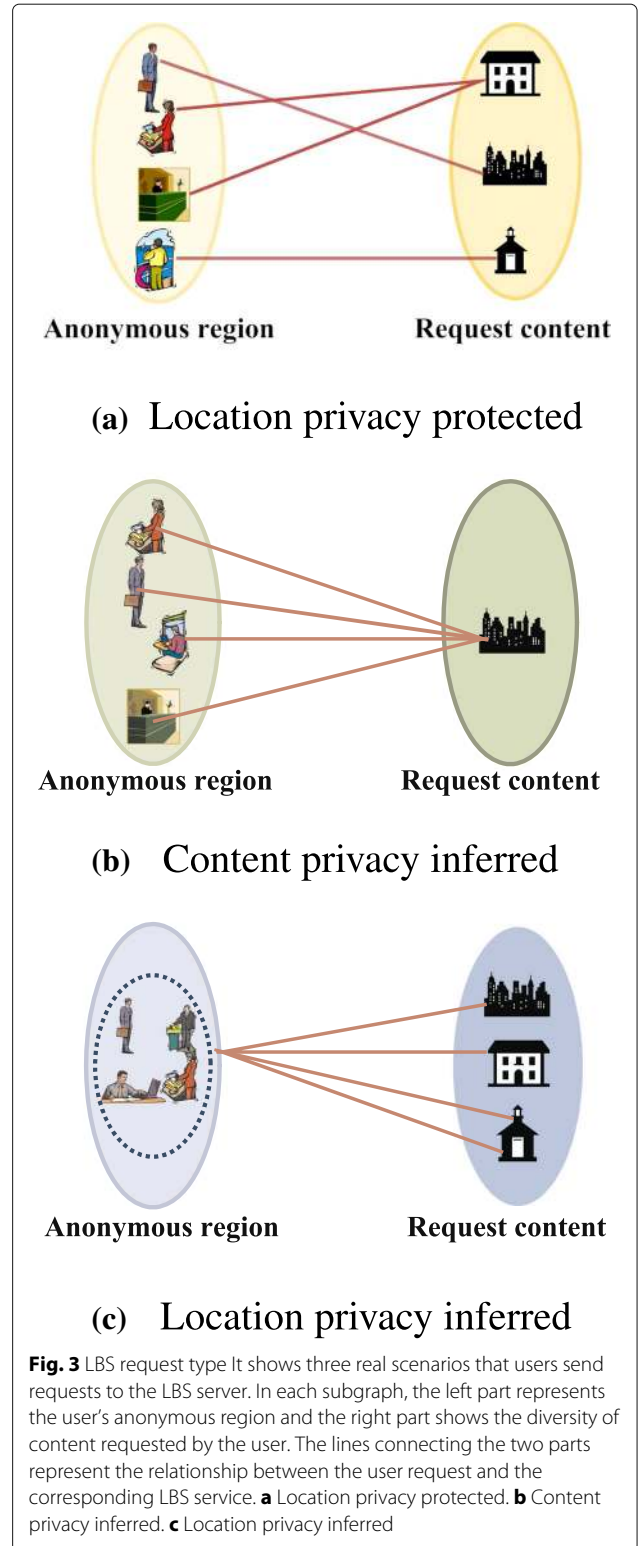 Anonymous region Request content
(a) Location privacy protected
Anonymous region Request content
(b) Content privacy inferred
Anonymous region Request content
(c) Location privacy inferred
Fig. 3 LBS request type It shows three real scenarios that users send
requests to the LBS server. In each subgraph, the left part represents
the user's anonymous region and the right part shows the diversity of
content requested by the user. The lines connecting the two parts
represent the relationship between the user request and the
corresponding LBS service. a Location privacy protected. b Content
privacy inferred. c Location privacy inferred